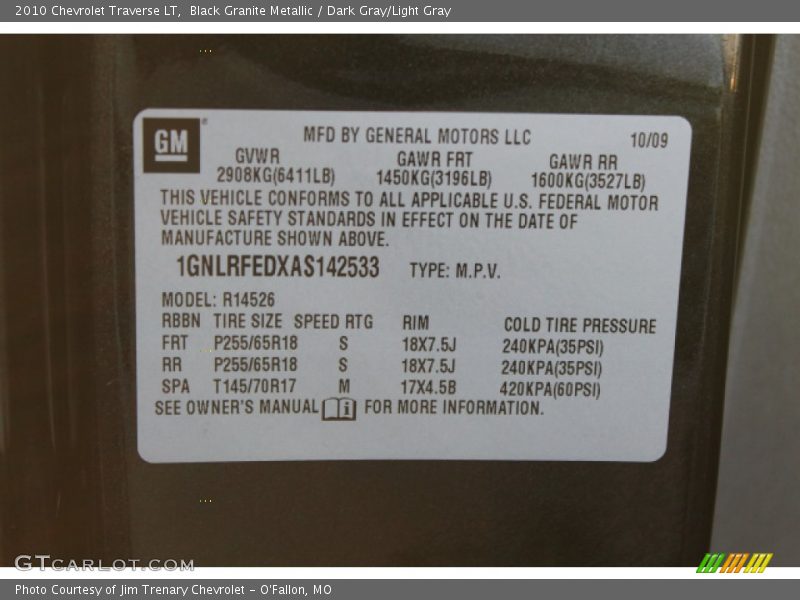 2010 Chevrolet Traverse LT, Black Granite Metallic / Dark Gray/Light Gray
GM MFD BY GENERAL MOTORS LLC 10/09
GVWR GAWR FRT GAWR RR
2908KG(6411LB) 1450KG(3196LB) 1600KG(3527LB)
THIS VEHICLE CONFORMS TO ALL APPLICABLE U.S. FEDERAL MOTOR
VEHICLE SAFETY STANDARDS IN EFFECT ON THE DATE OF
MANUFACTURE SHOWN ABOVE.
1GNLRFEDXAS142533 TYPE: M.P.V.
MODEL: R14526
RBBN TIRE SIZE SPEED RTG RIM COLD TIRE PRESSURE
FRT P255/65R18 S 18X7.5J 240KPA(35PSI)
RR P255/65R18 S 18X7.5J 240KPA(35PSI)
SPA T145/70R17 M 17X4.5B 420KPA(60PSI)
SEE OWNER'S MANUAL i FOR MORE INFORMATION.
GTCARLOT.COM
Photo Courtesy of Jim Trenary Chevrolet - O'Fallon, MO